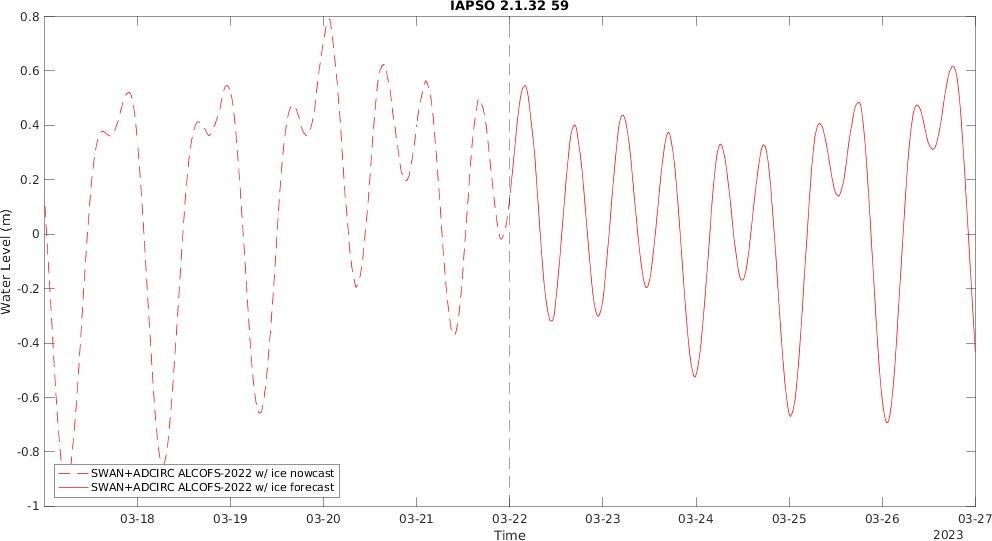 IAPSO 2.1.32 59
0.8
0.6
0.4
0.2
0
-0.2
-0.4
-0.6
-0.8
-1
Water Level (m)
SWAN+ADCIRC ALCOFS-2022 w/ ice nowcast
SWAN+ADCIRC ALCOFS-2022 w/ ice forecast
03-18 03-19 03-20 03-21 03-22 03-23 03-24 03-25 03-26 03-27
Time
2023